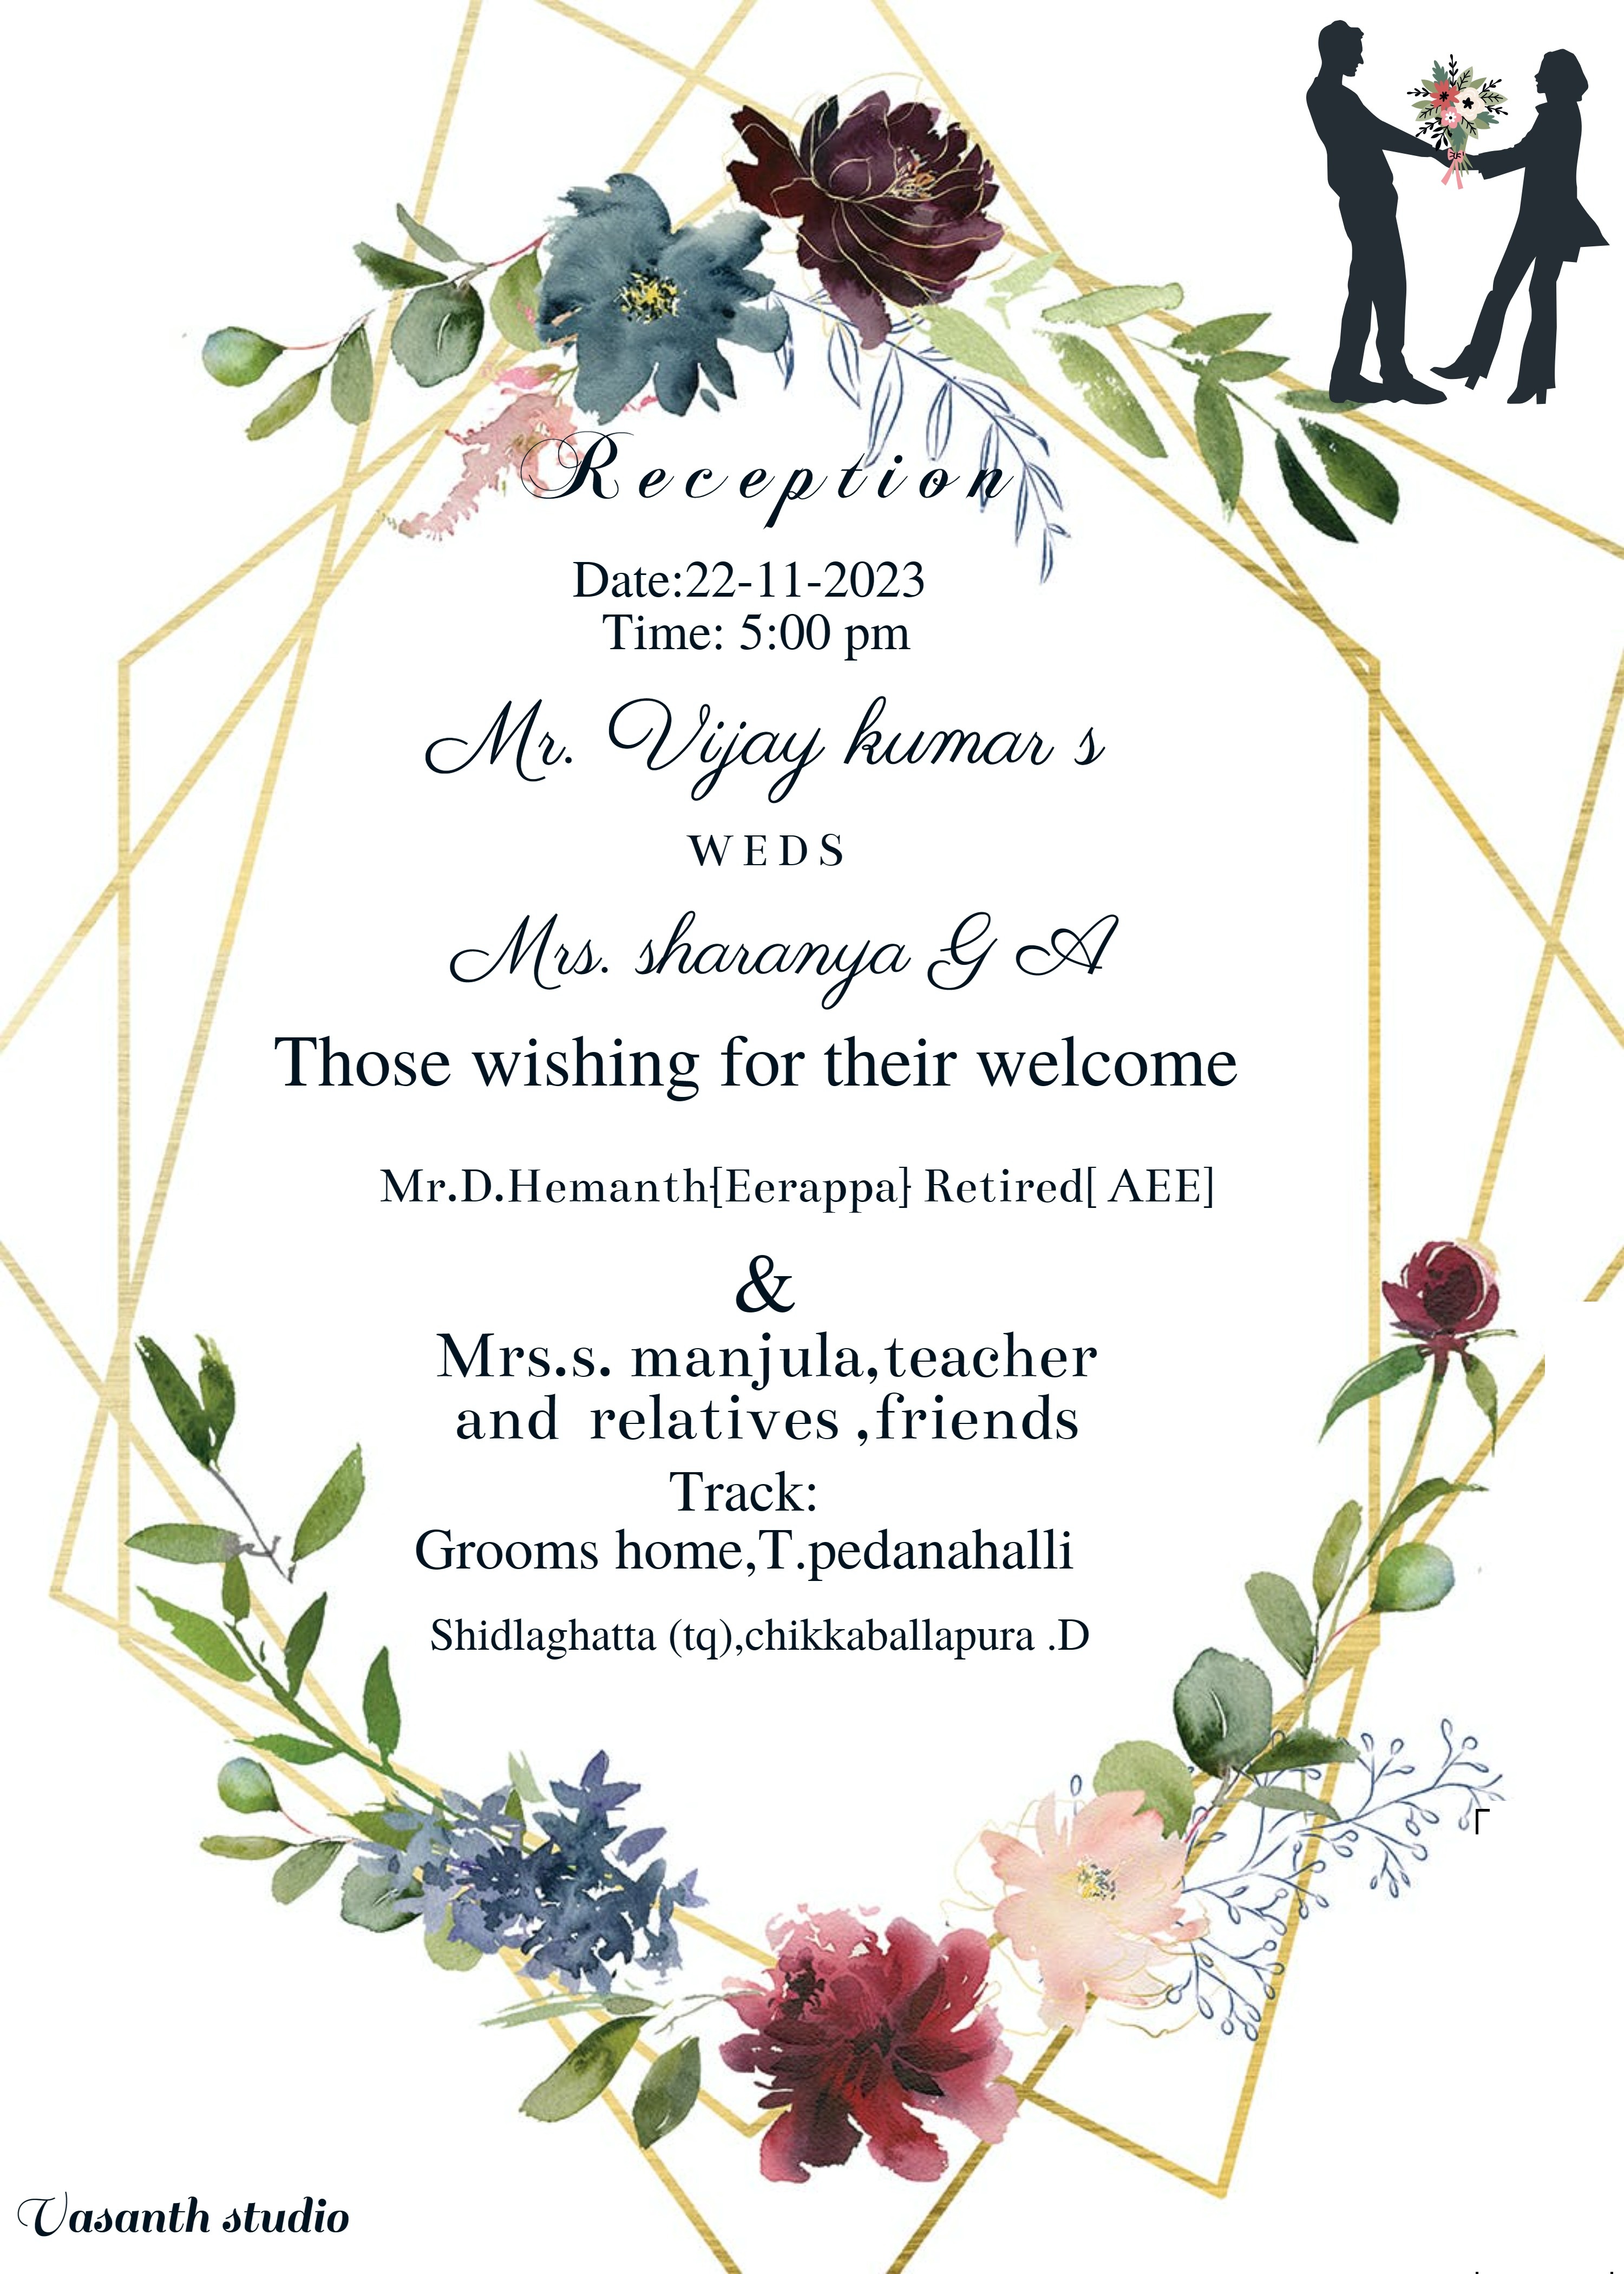 Reception
Date:22-11-2023
Time: 5:00 pm
Mr. Vijay kumar s
WEDS
Mrs. sharanya G A
Those wishing for their welcome
Mr.D.Hemanth{Eerappa} Retired[ AEE]
&
Mrs.s. manjula,teacher
and relatives ,friends
Track:
Grooms home,T.pedanahalli
Shidlaghatta (tq),chikkaballapura .D
Vasanth studio